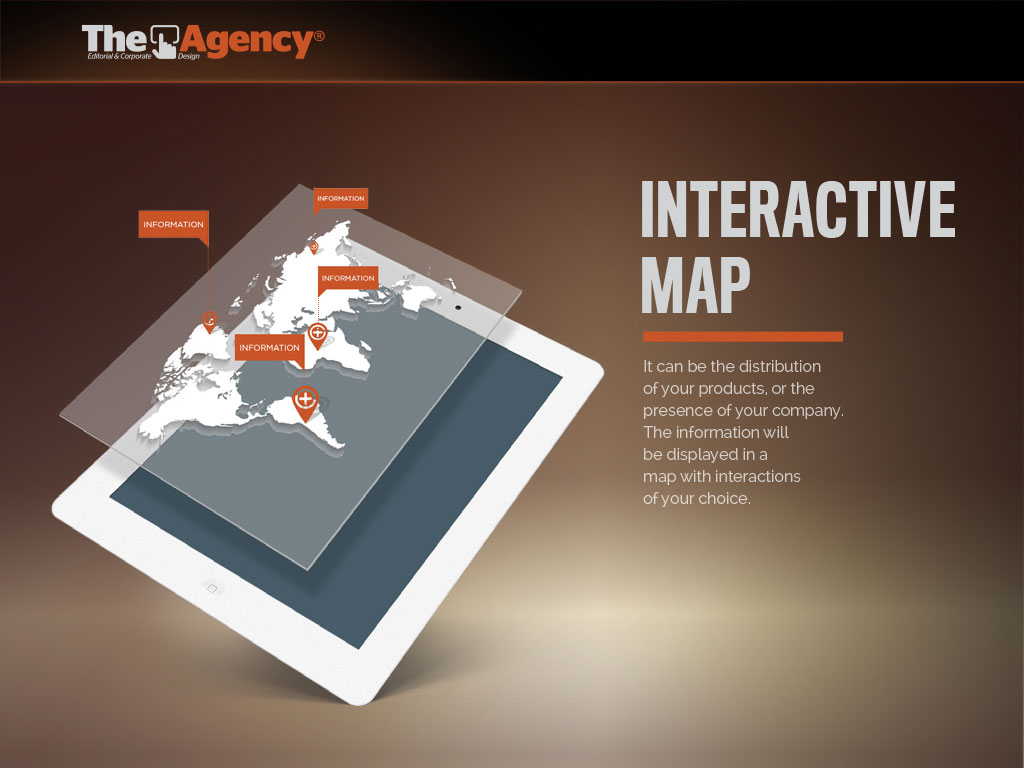 The Agency®
Editorial & Corporate Design
INFORMATION
INFORMATION
INFORMATION
INFORMATION
INTERACTIVE
MAP
It can be the distribution
of your products, or the
presence of your company.
The information will
be displayed in a
map with interactions
of your choice.